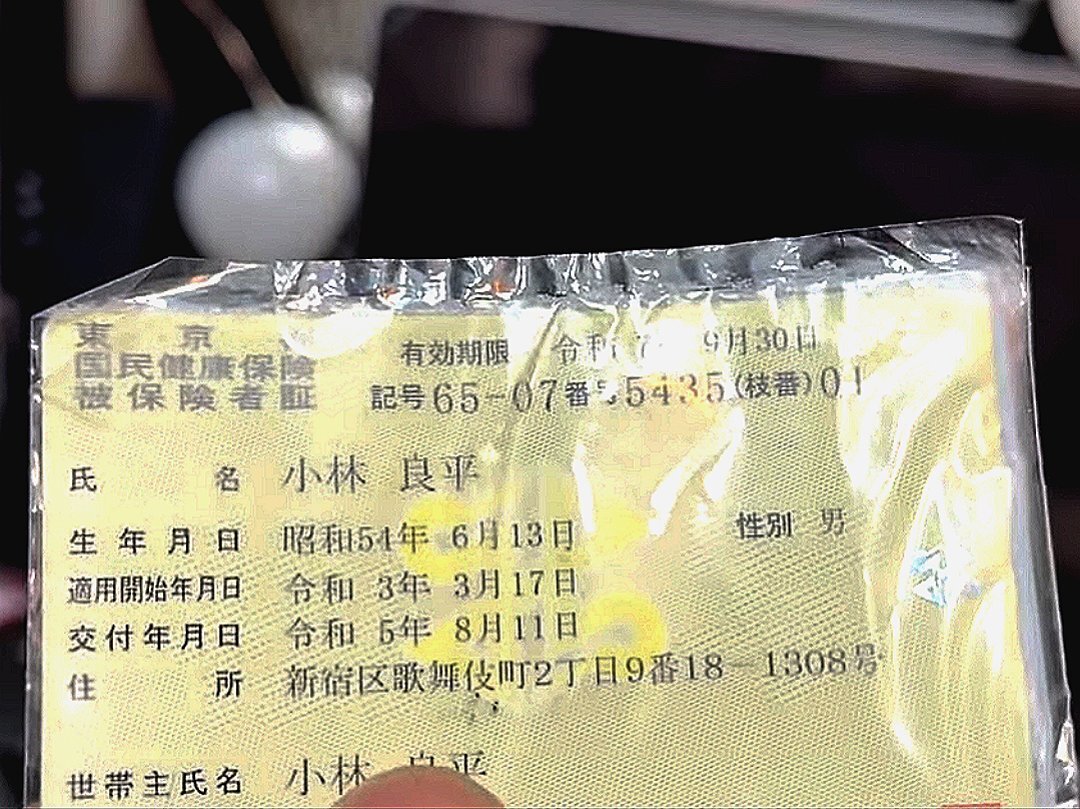 東京
国民健康保険
被保険者証
有効期限 令和 9月30日
記号65-07番号5435(枝番)01
氏名 小林 良平
生年月日 昭和54年 6月13日 性別 男
適用開始年月日 令和 3年 3月17日
交付年月日 令和 5年 8月11日
住所 新宿区歌舞伎町2丁目9番18-1308号
世帯主氏名 小林 良平